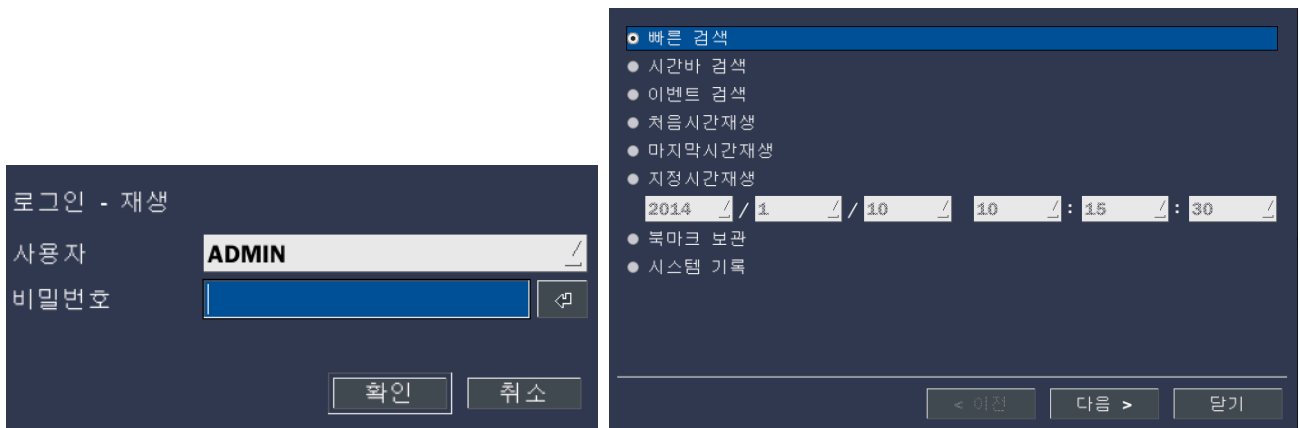 로그인 - 재생
사용자 ADMIN
비밀번호
확인 취소
빠른 검색
시간바 검색
이벤트 검색
처음시간재생
마지막시간재생
지정시간재생
2014 / 1 / 10 10 : 15 : 30
북마크 보관
시스템 기록
< 이전 다음 > 닫기